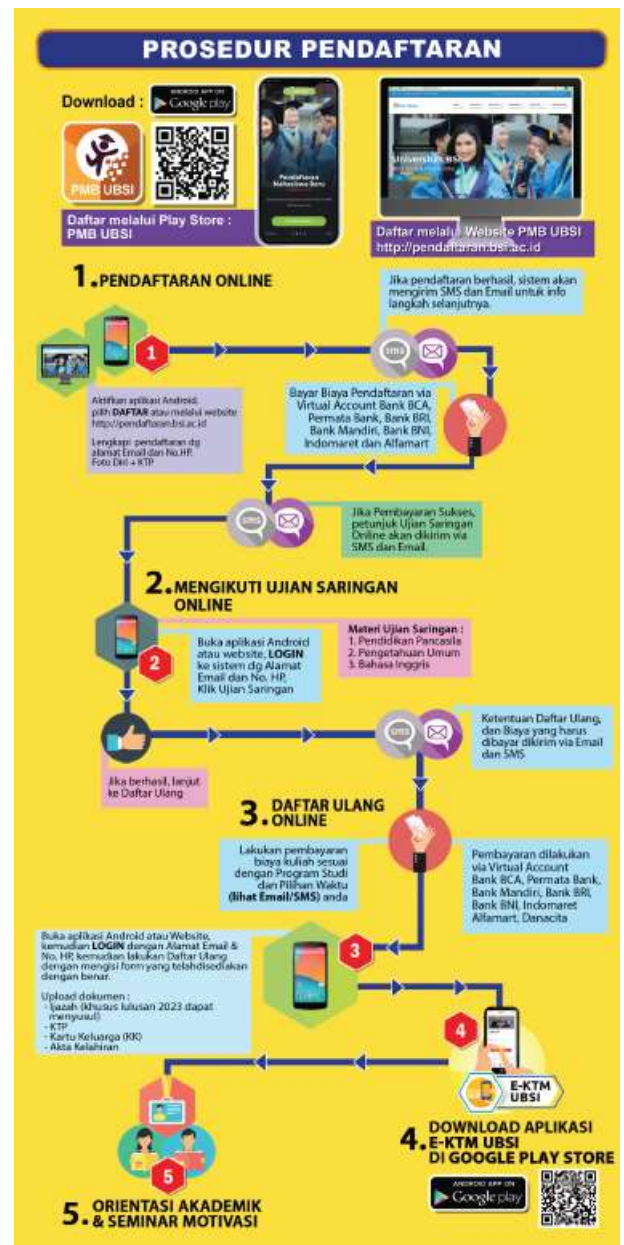 PROSEDUR PENDAFTARAN
Download :
ANDROID APP ON
Google play
PMB UBSI
Daftar melalui Play Store :
PMB UBSI
Pendaftaran
Mahasiswa Baru
Universitas BSI
Daftar melalui Website PMB UBSI
http://pendaftaran.bsi.ac.id
1. PENDAFTARAN ONLINE
Jika pendaftaran berhasil, sistem akan
mengirim SMS dan Email untuk info
langkah selanjutnya.
1
sms
Aktifkan aplikasi Android,
pilih DAFTAR atau melalui website
http://pendaftaran.bsi.ac.id
Lengkapi pendaftaran dg
alamat Email dan No.HP.
Foto Diri + KTP
Bayar Biaya Pendaftaran via
Virtual Account Bank BCA,
Permata Bank, Bank BRI,
Bank Mandiri, Bank BNI,
Indomaret dan Alfamart
sms
Jika Pembayaran Sukses,
petunjuk Ujian Saringan
Online akan dikirim via
SMS dan Email.
2. MENGIKUTI UJIAN SARINGAN
ONLINE
2
Buka aplikasi Android
atau website, LOGIN
ke sistem dg Alamat
Email dan No. HP,
Klik Ujian Saringan
Materi Ujian Saringan :
1. Pendidikan Pancasila
2. Pengetahuan Umum
3. Bahasa Inggris
sms
Ketentuan Daftar Ulang,
dan Biaya yang harus
dibayar dikirim via Email
dan SMS
Jika berhasil, lanjut
ke Daftar Ulang
3. DAFTAR ULANG
ONLINE
Lakukan pembayaran
biaya kuliah sesuai
dengan Program Studi
dan Pilihan Waktu
(lihat Email/SMS) anda
Pembayaran dilakukan
via Virtual Account
Bank BCA, Permata Bank,
Bank Mandiri, Bank BRI,
Bank BNI, Indomaret
Alfamart, Danacita
Buka aplikasi Android atau Website,
kemudian LOGIN dengan Alamat Email &
No. HP, kemudian lakukan Daftar Ulang
dengan mengisi form yang telahdisediakan
dengan benar.
Upload dokumen :
- Ijazah (khusus lulusan 2023 dapat
menyusul)
- KTP
- Kartu Keluarga (KK)
- Akta Kelahiran
3
4
E-KTM
UBSI
4. DOWNLOAD APLIKASI
E-KTM UBSI
DI GOOGLE PLAY STORE
ANDROID APP ON
Google play
5
5. ORIENTASI AKADEMIK
& SEMINAR MOTIVASI